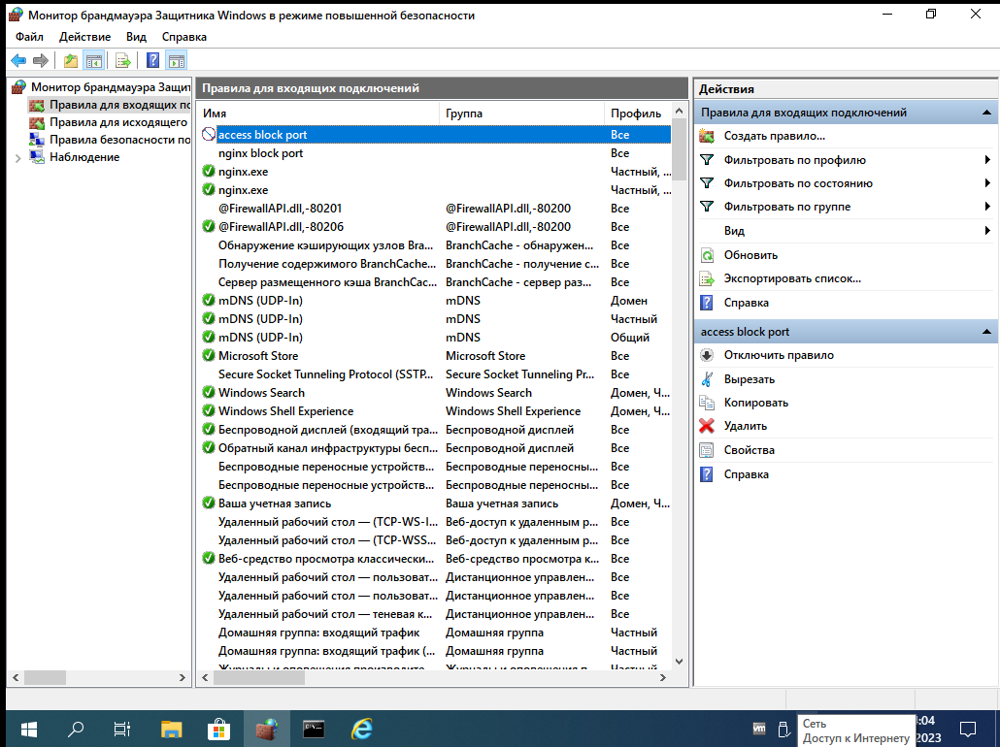 Монитор брандмауэра Защитника Windows в режиме повышенной безопасности
Файл Действие Вид Справка
Монитор брандмауэра Защит
Правила для входящих пс
Правила для исходящего
Правила безопасности по
Наблюдение
Правила для входящих подключений
Имя Группа Профиль
access block port Все
nginx block port Все
nginx.exe Частный, ...
nginx.exe Частный, ...
@FirewallAPI.dll,-80201 @FirewallAPI.dll,-80200 Все
@FirewallAPI.dll,-80206 @FirewallAPI.dll,-80200 Все
Обнаружение кэширующих узлов Bra... BranchCache - обнаружен... Все
Получение содержимого BranchCache... BranchCache - получение с... Все
Сервер размещенного кэша BranchCac... BranchCache - сервер раз... Все
mDNS (UDP-In) mDNS Домен
mDNS (UDP-In) mDNS Частный
mDNS (UDP-In) mDNS Общий
Microsoft Store Microsoft Store Все
Secure Socket Tunneling Protocol (SSTP... Secure Socket Tunneling Pr... Все
Windows Search Windows Search Домен, Ч...
Windows Shell Experience Windows Shell Experience Домен, Ч...
Беспроводной дисплей (входящий тра... Беспроводной дисплей Все
Обратный канал инфраструктуры бесп... Беспроводной дисплей Все
Беспроводные переносные устройств... Беспроводные переносны... Все
Беспроводные переносные устройств... Беспроводные переносны... Все
Ваша учетная запись Ваша учетная запись Домен, Ч...
Удаленный рабочий стол — (TCP-WS-I... Веб-доступ к удаленным р... Все
Удаленный рабочий стол — (TCP-WSS... Веб-доступ к удаленным р... Все
Веб-средство просмотра классически... Веб-средство просмотра к... Все
Удаленный рабочий стол — пользоват... Дистанционное управлен... Все
Удаленный рабочий стол — пользоват... Дистанционное управлен... Все
Удаленный рабочий стол — теневая к... Дистанционное управлен... Все
Домашняя группа: входящий трафик Домашняя группа Частный
Домашняя группа: входящий трафик (... Домашняя группа Частный
Журналы и оповещения производите... Журналы и оповещения п... Частный
Действия
Правила для входящих подключений
Создать правило...
Фильтровать по профилю
Фильтровать по состоянию
Фильтровать по группе
Вид
Обновить
Экспортировать список...
Справка
access block port
Отключить правило
Вырезать
Копировать
Удалить
Свойства
Справка
vm
Сеть
Доступ к Интернету
:04
2023